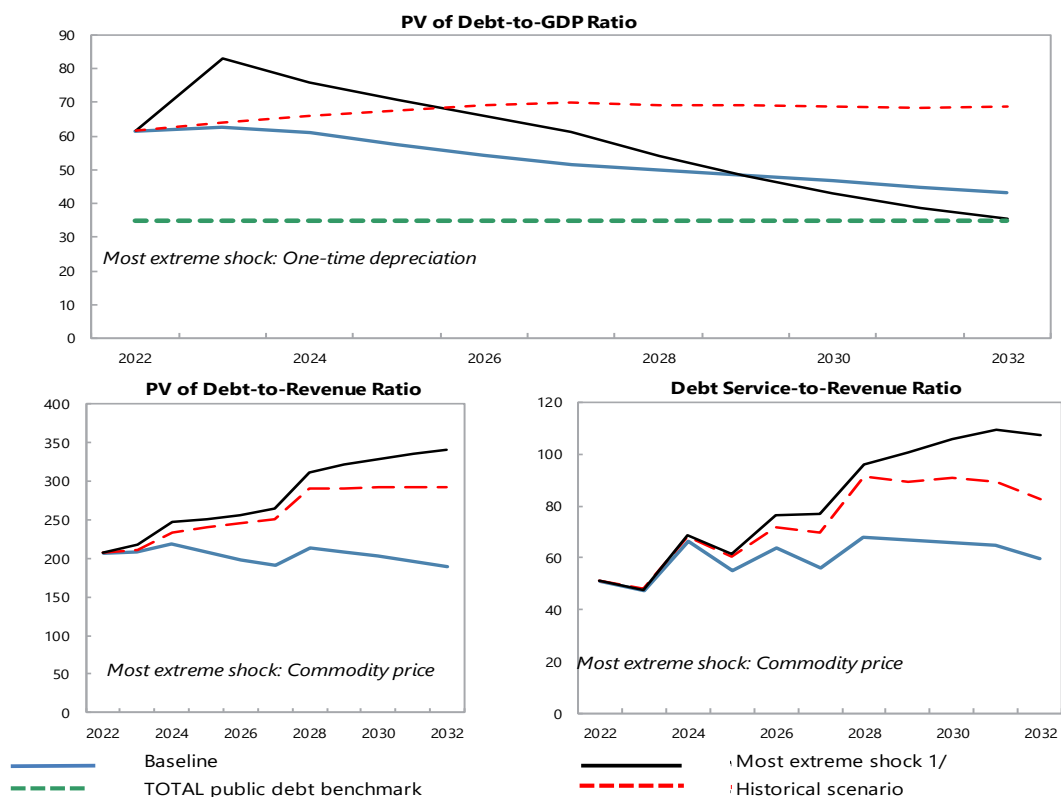 PV of Debt-to-GDP Ratio
90
80
70
60
50
40
30
20
10
0
Most extreme shock: One-time depreciation
2022 2024 2026 2028 2030 2032
PV of Debt-to-Revenue Ratio
400
350
300
250
200
150
100
50
0
Most extreme shock: Commodity price
2022 2024 2026 2028 2030 2032
Debt Service-to-Revenue Ratio
120
100
80
60
40
20
0
Most extreme shock: Commodity price
2022 2024 2026 2028 2030 2032
Baseline
TOTAL public debt benchmark
Most extreme shock 1/
Historical scenario